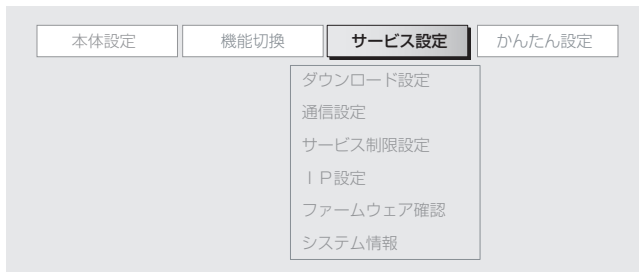 本体設定 機能切換 サービス設定 かんたん設定
ダウンロード設定
通信設定
サービス制限設定
ＩＰ設定
ファームウェア確認
システム情報